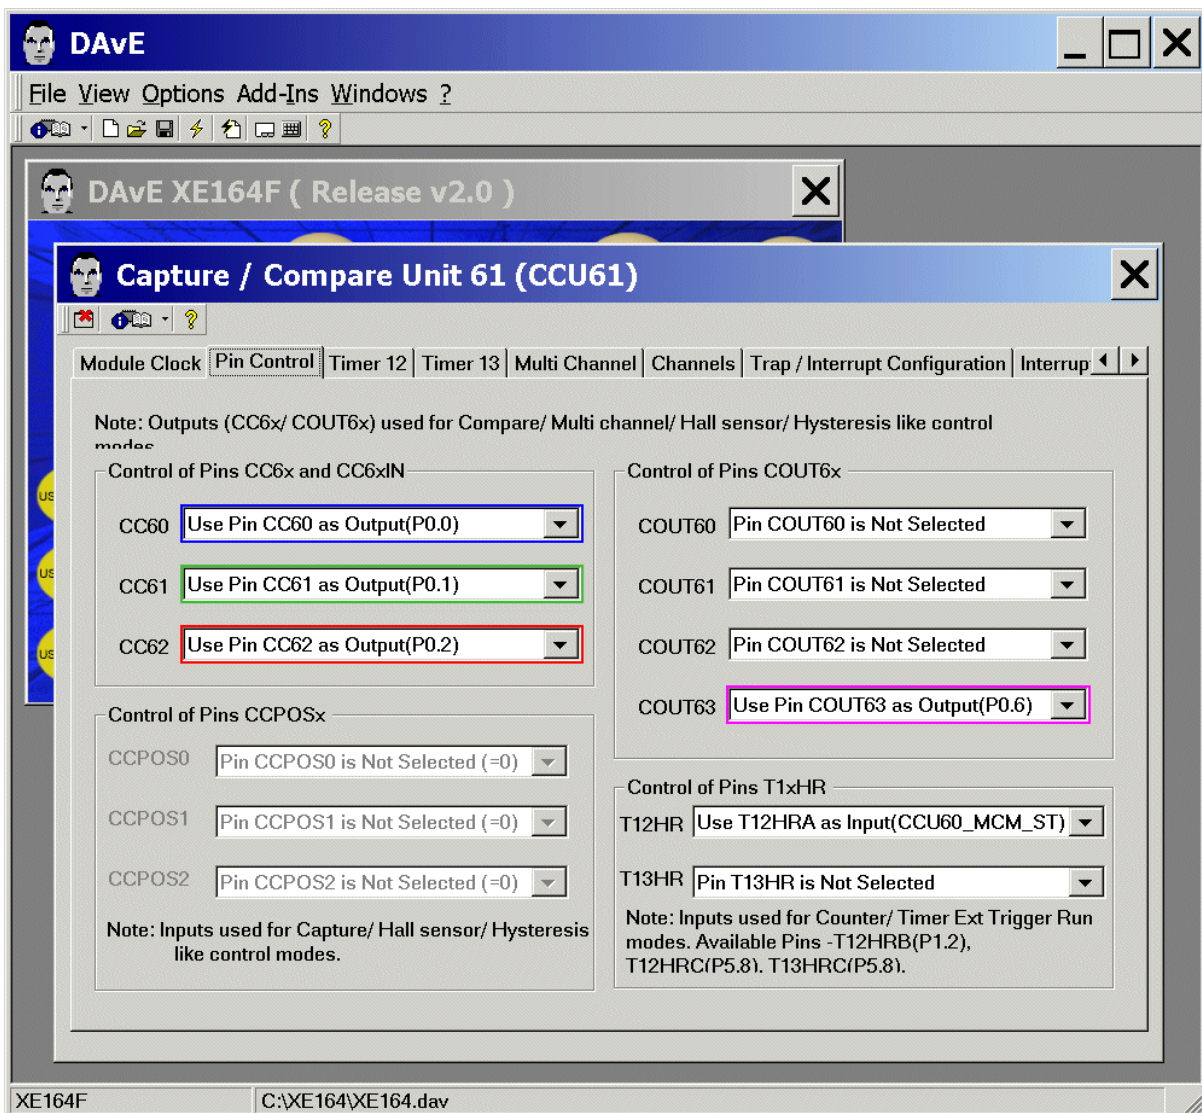 DAvE
File View Options Add-Ins Windows ?
DAvE XE164F ( Release v2.0 )
Capture / Compare Unit 61 (CCU61)
Module Clock Pin Control Timer 12 Timer 13 Multi Channel Channels Trap / Interrupt Configuration Interrup
Note: Outputs (CC6x/ COUT6x) used for Compare/ Multi channel/ Hall sensor/ Hysteresis like control
modes
Control of Pins CC6x and CC6xIN
CC60 Use Pin CC60 as Output(P0.0)
CC61 Use Pin CC61 as Output(P0.1)
CC62 Use Pin CC62 as Output(P0.2)
Control of Pins COUT6x
COUT60 Pin COUT60 is Not Selected
COUT61 Pin COUT61 is Not Selected
COUT62 Pin COUT62 is Not Selected
COUT63 Use Pin COUT63 as Output(P0.6)
Control of Pins CCPOSx
CCPOS0 Pin CCPOS0 is Not Selected (=0)
CCPOS1 Pin CCPOS1 is Not Selected (=0)
CCPOS2 Pin CCPOS2 is Not Selected (=0)
Note: Inputs used for Capture/ Hall sensor/ Hysteresis
like control modes.
Control of Pins T1xHR
T12HR Use T12HRA as Input(CCU60_MCM_ST)
T13HR Pin T13HR is Not Selected
Note: Inputs used for Counter/ Timer Ext Trigger Run
modes. Available Pins -T12HRB(P1.2),
T12HRC(P5.8). T13HRC(P5.8).
US
US
US
XE164F C:\XE164\XE164.dav